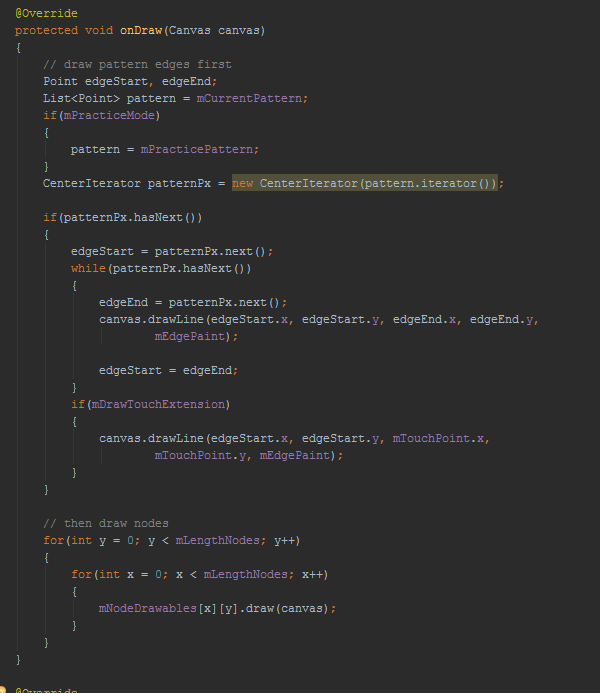 @Override
protected void onDraw(Canvas canvas)
{
// draw pattern edges first
Point edgeStart, edgeEnd;
List<Point> pattern = mCurrentPattern;
if(mPracticeMode)
{
pattern = mPracticePattern;
}
CenterIterator patternPx = new CenterIterator(pattern.iterator());
if(patternPx.hasNext())
{
edgeStart = patternPx.next();
while(patternPx.hasNext())
{
edgeEnd = patternPx.next();
canvas.drawLine(edgeStart.x, edgeStart.y, edgeEnd.x, edgeEnd.y,
mEdgePaint);
edgeStart = edgeEnd;
}
if(mDrawTouchExtension)
{
canvas.drawLine(edgeStart.x, edgeStart.y, mTouchPoint.x,
mTouchPoint.y, mEdgePaint);
}
}
// then draw nodes
for(int y = 0; y < mLengthNodes; y++)
{
for(int x = 0; x < mLengthNodes; x++)
{
mNodeDrawables[x][y].draw(canvas);
}
}
}
@Override